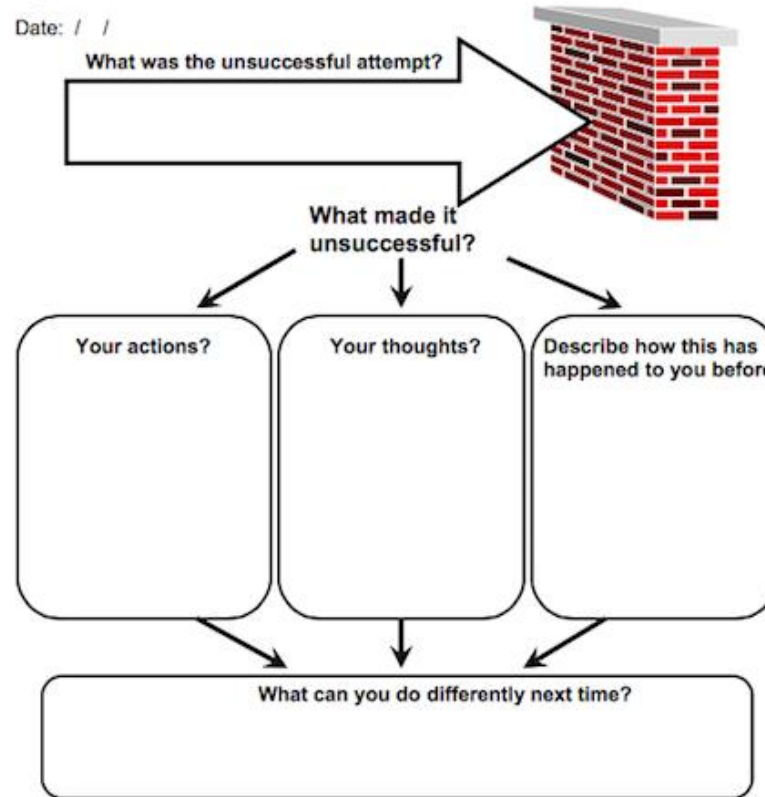 Date: / /
What was the unsuccessful attempt?
What made it
unsuccessful?
Your actions?
Your thoughts?
Describe how this has
happened to you before
What can you do differently next time?